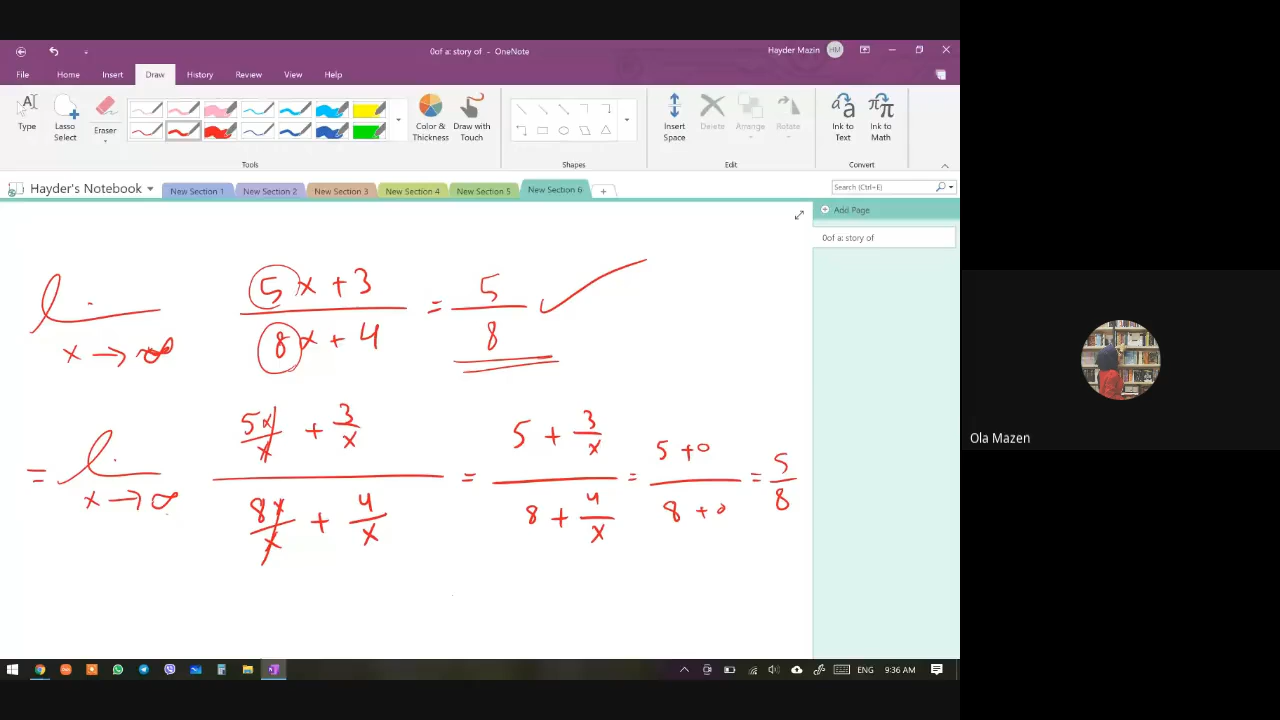 0of a: story of - OneNote
Hayder Mazin HM
File Home Insert Draw History Review View Help
Type
Lasso Select
Eraser
Color & Thickness
Draw with Touch
Insert Space
Delete
Arrange
Rotate
Ink to Text
Ink to Math
Tools
Shapes
Edit
Convert
Hayder's Notebook
New Section 1 New Section 2 New Section 3 New Section 4 New Section 5 New Section 6
Search (Ctrl+E)
Add Page
0of a: story of
lim x → ∞ (5x + 3)/(8x + 4) = 5/8 ✓
= lim x → ∞ (5x/x + 3/x)/(8x/x + 4/x) = (5 + 3/x)/(8 + 4/x) = (5 + 0)/(8 + 0) = 5/8
Ola Mazen
ENG 9:36 AM